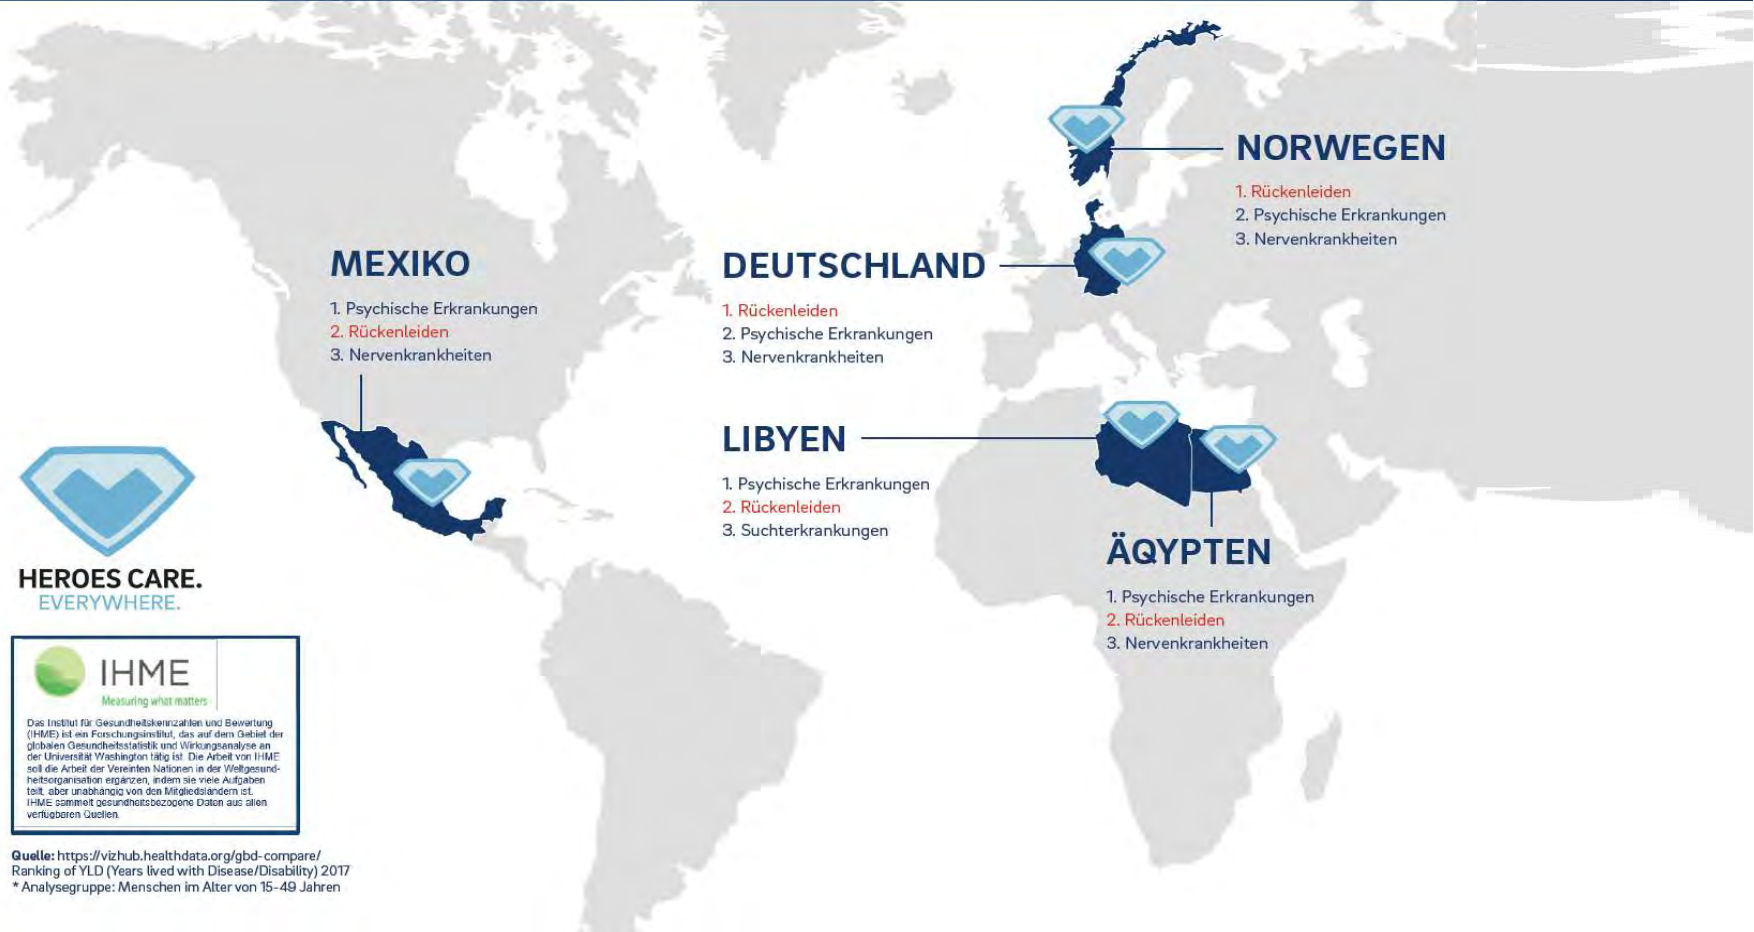 NORWEGEN
1. Rückenleiden
2. Psychische Erkrankungen
3. Nervenkrankheiten
MEXIKO
1. Psychische Erkrankungen
2. Rückenleiden
3. Nervenkrankheiten
DEUTSCHLAND
1. Rückenleiden
2. Psychische Erkrankungen
3. Nervenkrankheiten
LIBYEN
1. Psychische Erkrankungen
2. Rückenleiden
3. Suchterkrankungen
ÄQYPTEN
1. Psychische Erkrankungen
2. Rückenleiden
3. Nervenkrankheiten
HEROES CARE.
EVERYWHERE.
IHME
Measuring what matters
Das Institut für Gesundheitskennzahlen und Bewertung
(IHME) ist ein Forschungsinstitut, das auf dem Gebiet der
globalen Gesundheitsstatistik und Wirkungsanalyse an
der Universität Washington tätig ist. Die Arbeit von IHME
soll die Arbeit der Vereinten Nationen in der Weltgesund-
heitsorganisation ergänzen, indem sie viele Aufgaben
teilt, aber unabhängig von den Mitgliedsländern ist.
IHME sammelt gesundheitsbezogene Daten aus allen
verfügbaren Quellen.
Quelle: https://vizhub.healthdata.org/gbd-compare/
Ranking of YLD (Years lived with Disease/Disability) 2017
* Analysegruppe: Menschen im Alter von 15-49 Jahren